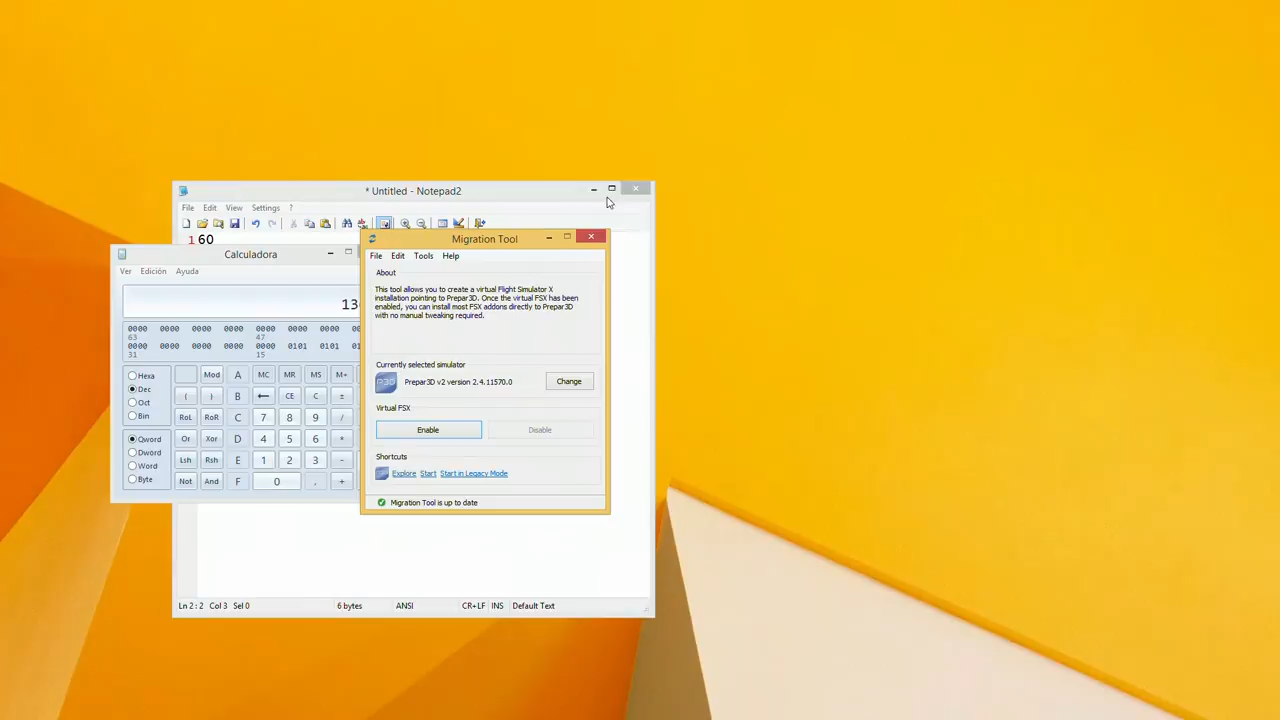 * Untitled - Notepad2
File Edit View Settings ?
1 60
Calculadora
Ver Edición Ayuda
13
0000 0000 0000 0000 0000 0000 0000
63 47
0000 0000 0000 0000 0000 0101 0101
31 15
Hexa Mod A MC MR MS M+
Dec ( ) B ← CE C ±
Oct RoL RoR C 7 8 9 /
Bin
Qword Or Xor D 4 5 6 *
Dword
Word Lsh Rsh E 1 2 3 -
Byte Not And F 0 . +
Migration Tool
File Edit Tools Help
About
This tool allows you to create a virtual Flight Simulator X
installation pointing to Prepar3D. Once the virtual FSX has been
enabled, you can install most FSX addons directly to Prepar3D
with no manual tweaking required.
Currently selected simulator
P3D Prepar3D v2 version 2.4.11570.0 Change
Virtual FSX
Enable Disable
Shortcuts
Explore Start Start in Legacy Mode
Migration Tool is up to date
Ln 2 : 2 Col 3 Sel 0 6 bytes ANSI CR+LF INS Default Text